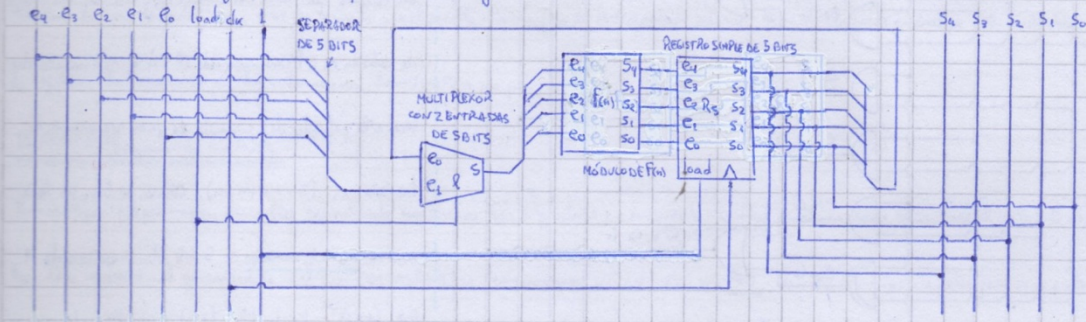 e4 e3 e2 e1 e0 load clk 1
SEPARADOR
DE 5 BITS
S4 S3 S2 S1 S0
REGISTRO SIMPLE DE 5 BITS
MULTIPLEXOR
CON 2 ENTRADAS
DE 5 BITS
e0
e1 l S
e4 S4
e3 S3
e2 f(n) S2
e1 S1
e0 S0
MÓDULO DE F(n)
e4 S4
e3 S3
e2 R5 S2
e1 S1
e0 S0
load